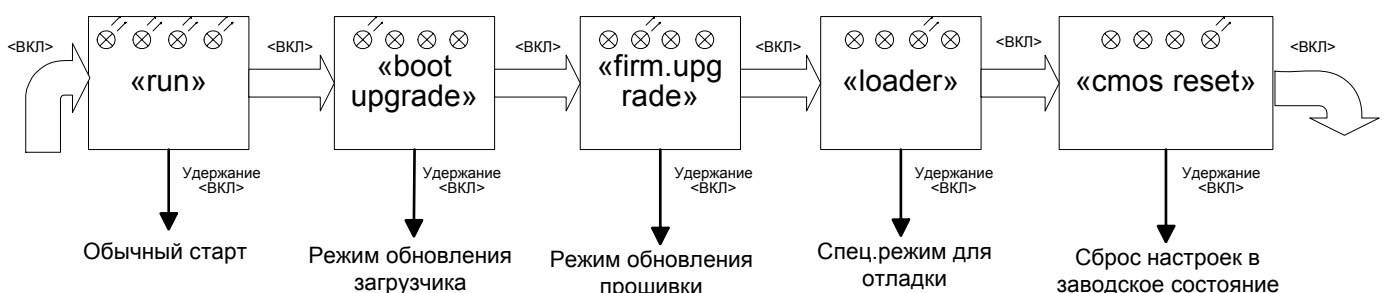 <ВКЛ>
«run»
<ВКЛ>
«boot
upgrade»
<ВКЛ>
«firm.upg
rade»
<ВКЛ>
«loader»
<ВКЛ>
«cmos reset»
<ВКЛ>
Удержание
<ВКЛ>
Удержание
<ВКЛ>
Удержание
<ВКЛ>
Удержание
<ВКЛ>
Удержание
<ВКЛ>
Обычный старт
Режим обновления
загрузчика
Режим обновления
прошивки
Спец.режим для
отладки
Сброс настроек в
заводское состояние